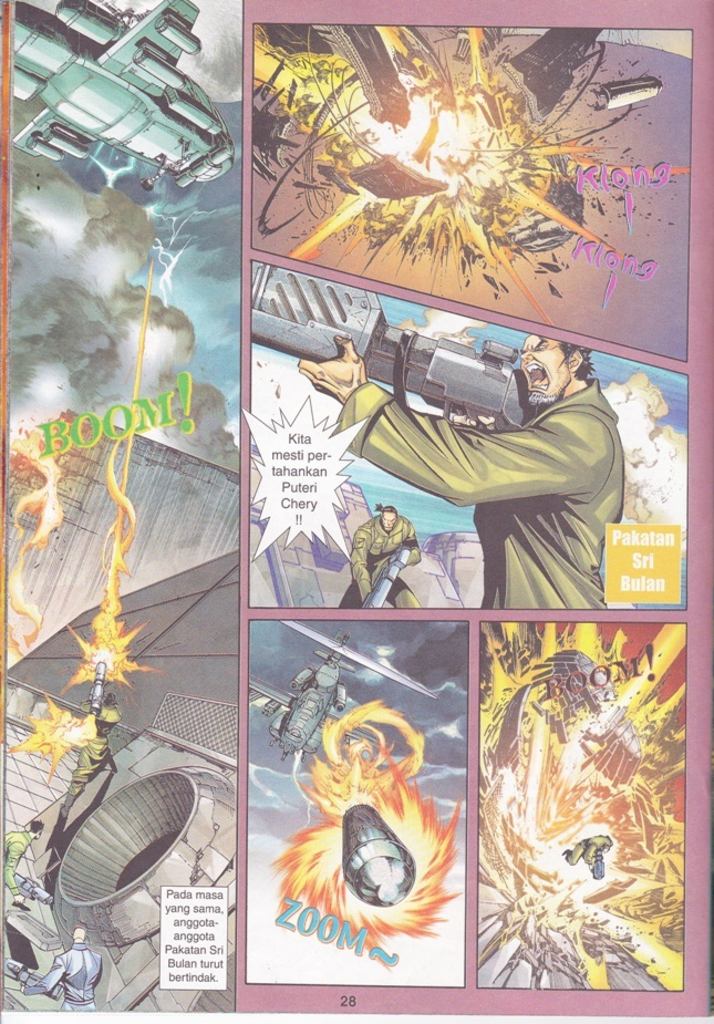 BOOM!
Pada masa
yang sama,
anggota-
anggota
Pakatan Sri
Bulan turut
bertindak.
Klong
Klong
Kita
mesti per-
tahankan
Puteri
Chery
!!
Pakatan
Sri
Bulan
ZOOM~
BOOM!
28